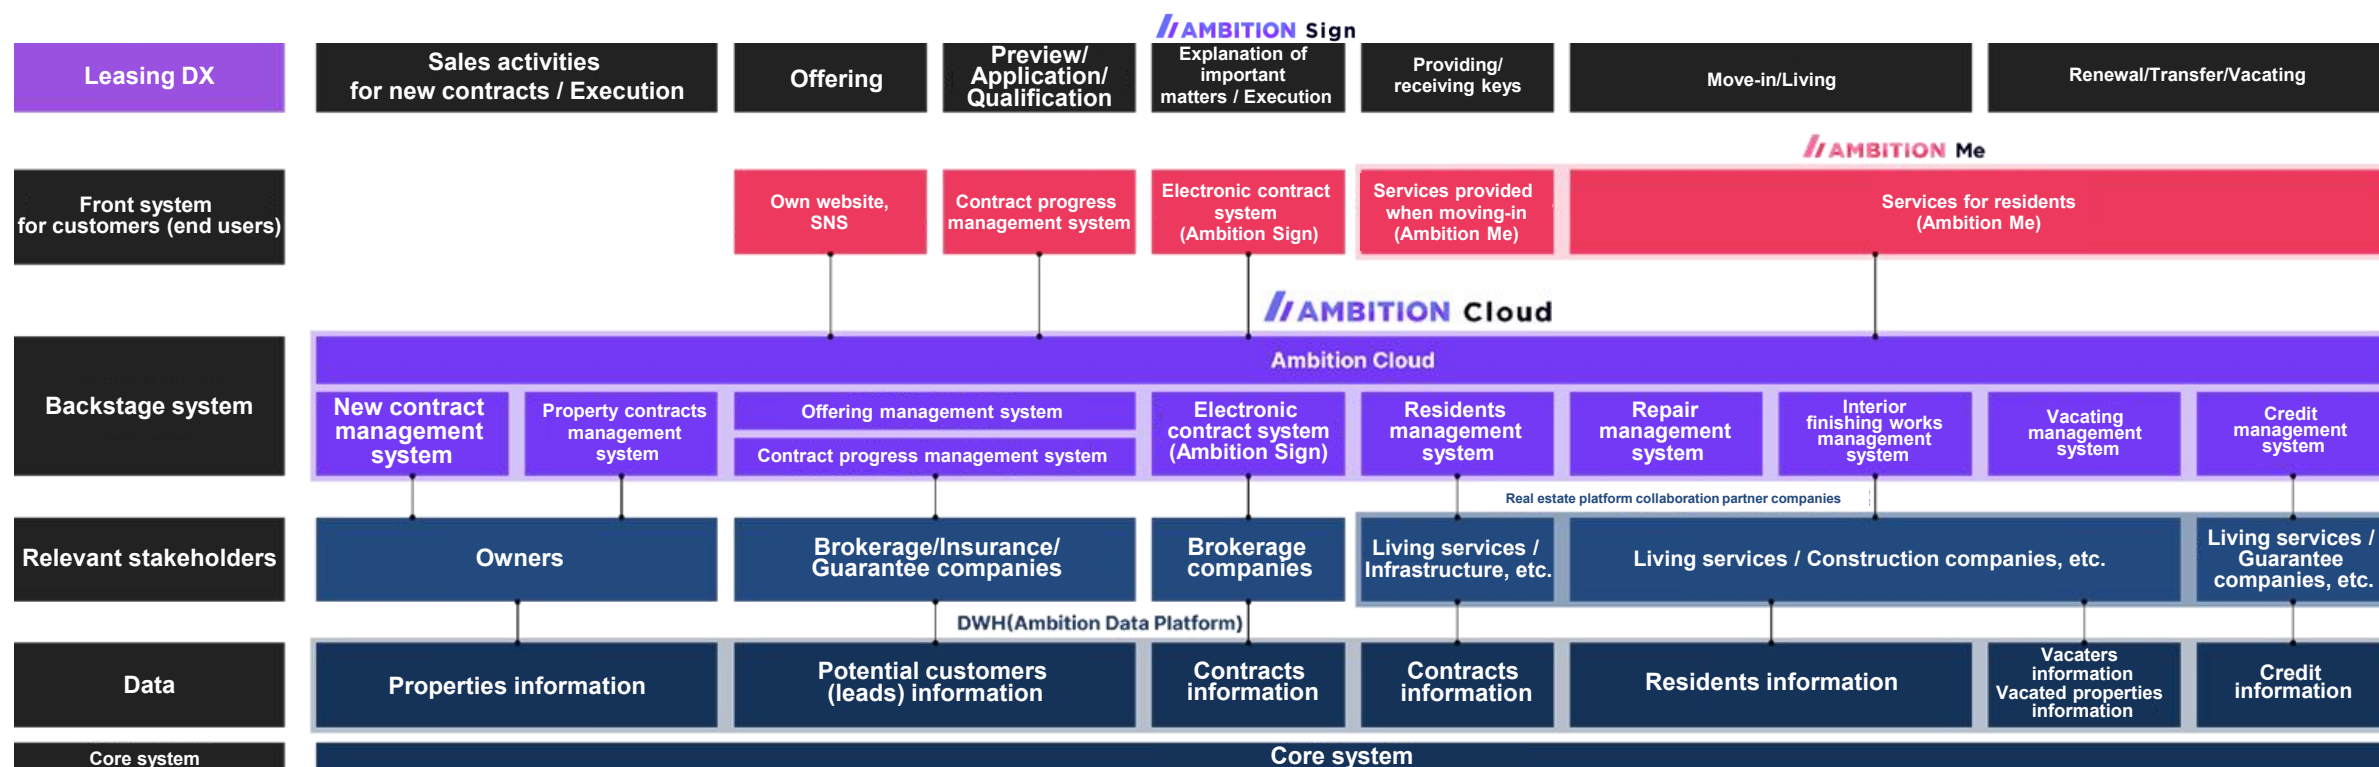 AMBITION Sign
Leasing DX
Sales activities
for new contracts / Execution
Offering
Preview/
Application/
Qualification
Explanation of
important
matters / Execution
Providing/
receiving keys
Move-in/Living
Renewal/Transfer/Vacating
AMBITION Me
Front system
for customers (end users)
Own website,
SNS
Contract progress
management system
Electronic contract
system
(Ambition Sign)
Services provided
when moving-in
(Ambition Me)
Services for residents
(Ambition Me)
AMBITION Cloud
Backstage system
Ambition Cloud
New contract
management
system
Property contracts
management
system
Offering management system
Contract progress management system
Electronic
contract system
(Ambition Sign)
Residents
management
system
Repair
management
system
Interior
finishing works
management
system
Vacating
management
system
Credit
management
system
Real estate platform collaboration partner companies
Relevant stakeholders
Owners
Brokerage/Insurance/
Guarantee companies
Brokerage
companies
Living services /
Infrastructure, etc.
Living services / Construction companies, etc.
Living services /
Guarantee
companies, etc.
DWH(Ambition Data Platform)
Data
Properties information
Potential customers
(leads) information
Contracts
information
Contracts
information
Residents information
Vacaters
information
Vacated properties
information
Credit
information
Core system
Core system